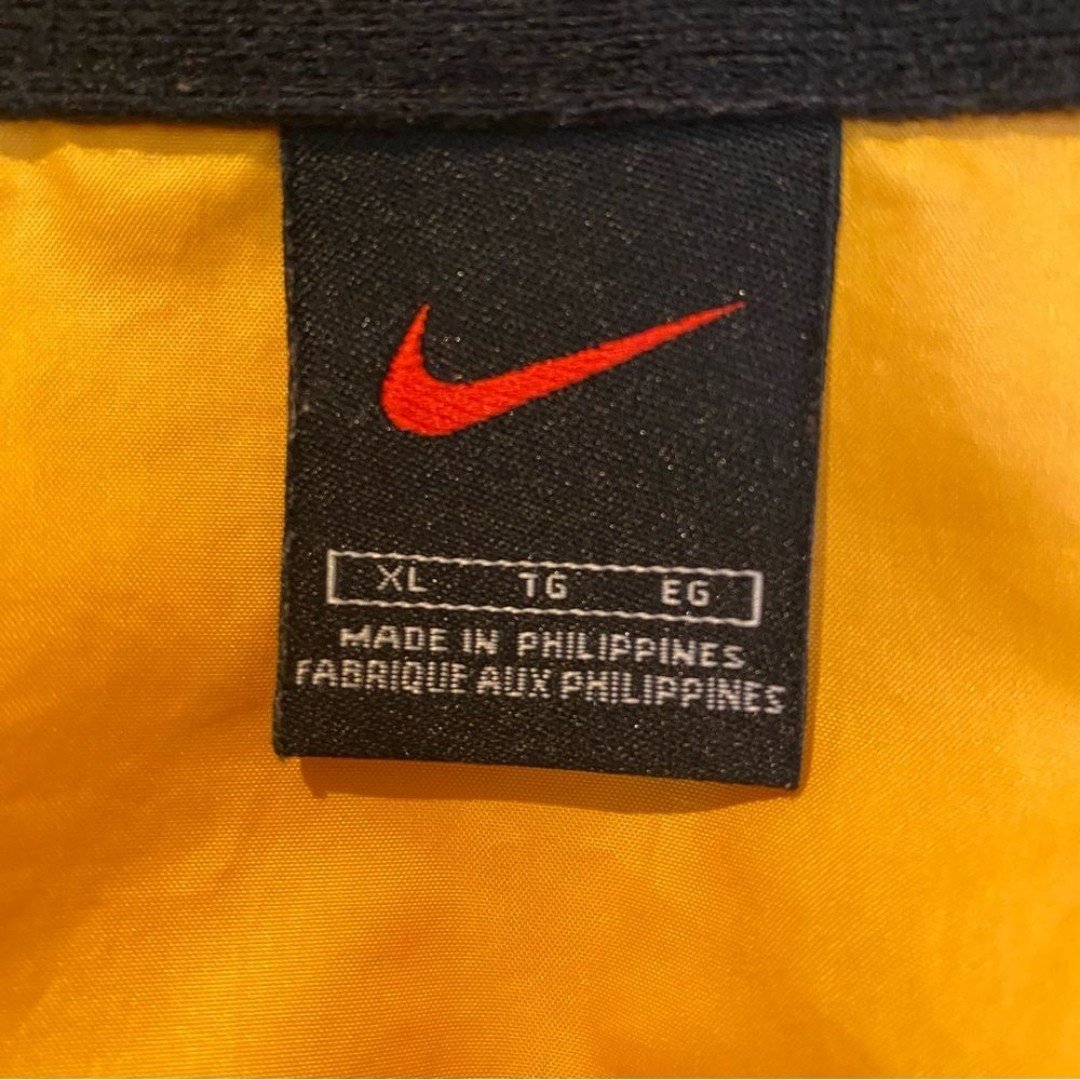 XL TG EG
MADE IN PHILIPPINES
FABRIQUE AUX PHILIPPINES